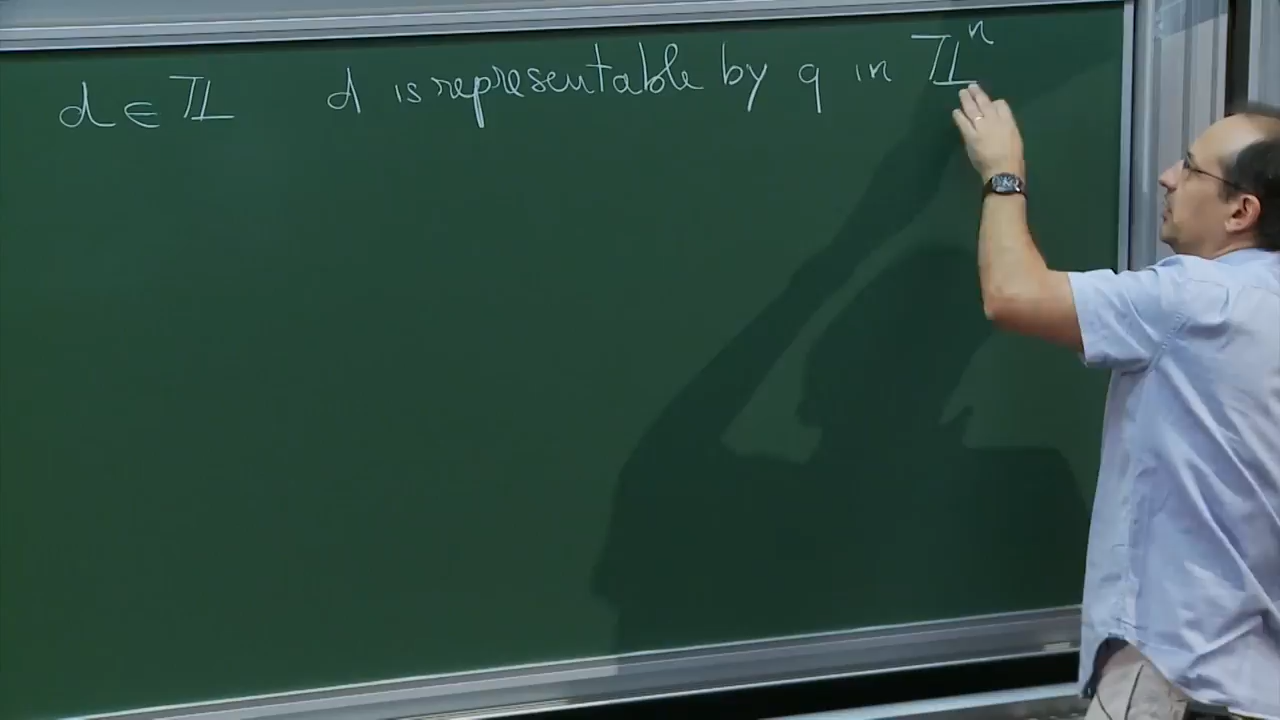 d ∈ ℤ d is representable by q in ℤⁿ